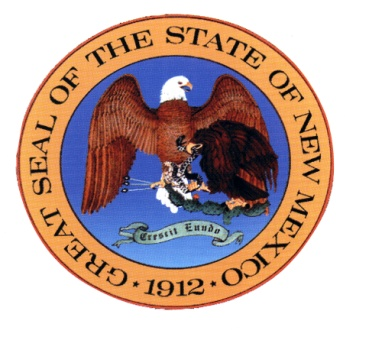 GREAT SEAL OF THE STATE OF NEW MEXICO
Crescit Eundo
★ 1912 ★